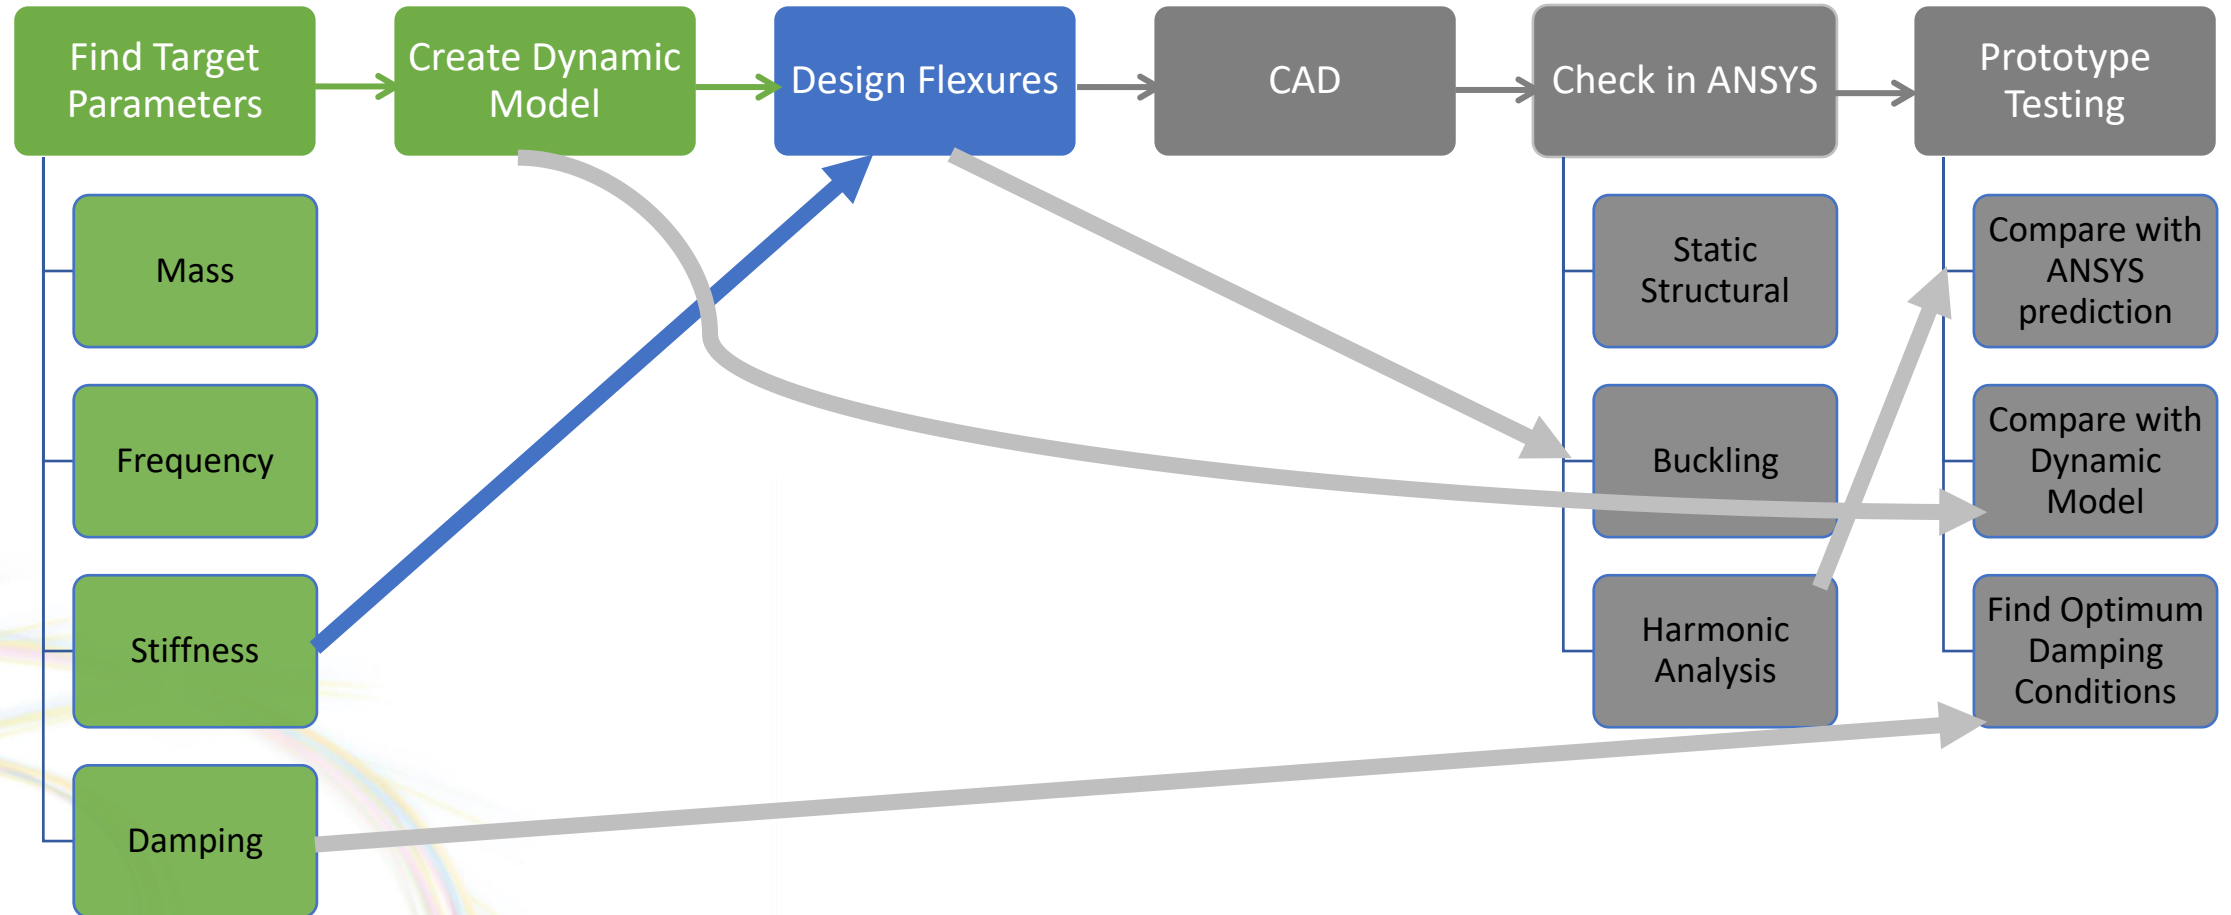 Find Target
Parameters
Create Dynamic
Model
Design Flexures
CAD
Check in ANSYS
Prototype
Testing
Mass
Frequency
Stiffness
Damping
Static
Structural
Buckling
Harmonic
Analysis
Compare with
ANSYS
prediction
Compare with
Dynamic
Model
Find Optimum
Damping
Conditions